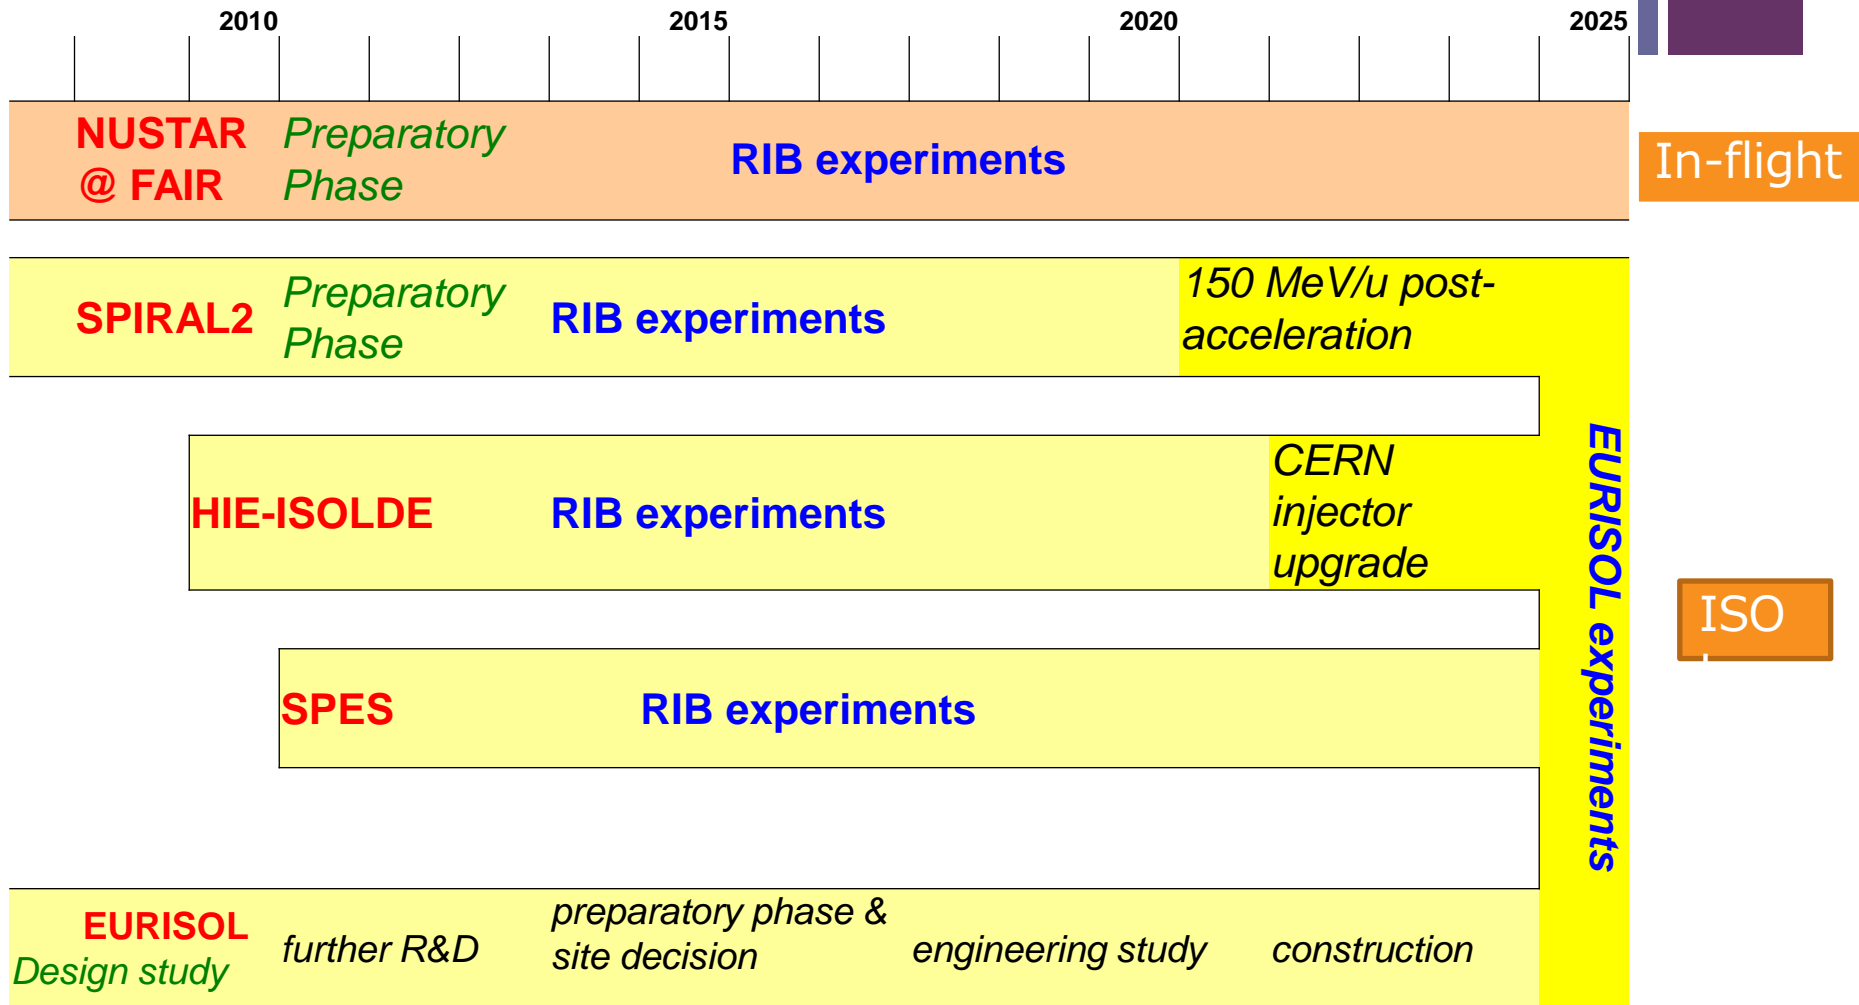 2010 2015 2020 2025
NUSTAR
@ FAIR
Preparatory
Phase
RIB experiments
In-flight
SPIRAL2
Preparatory
Phase
RIB experiments
150 MeV/u post-
acceleration
HIE-ISOLDE
RIB experiments
CERN
injector
upgrade
EURISOL experiments
ISO
SPES
RIB experiments
EURISOL
Design study
further R&D
preparatory phase &
site decision
engineering study
construction